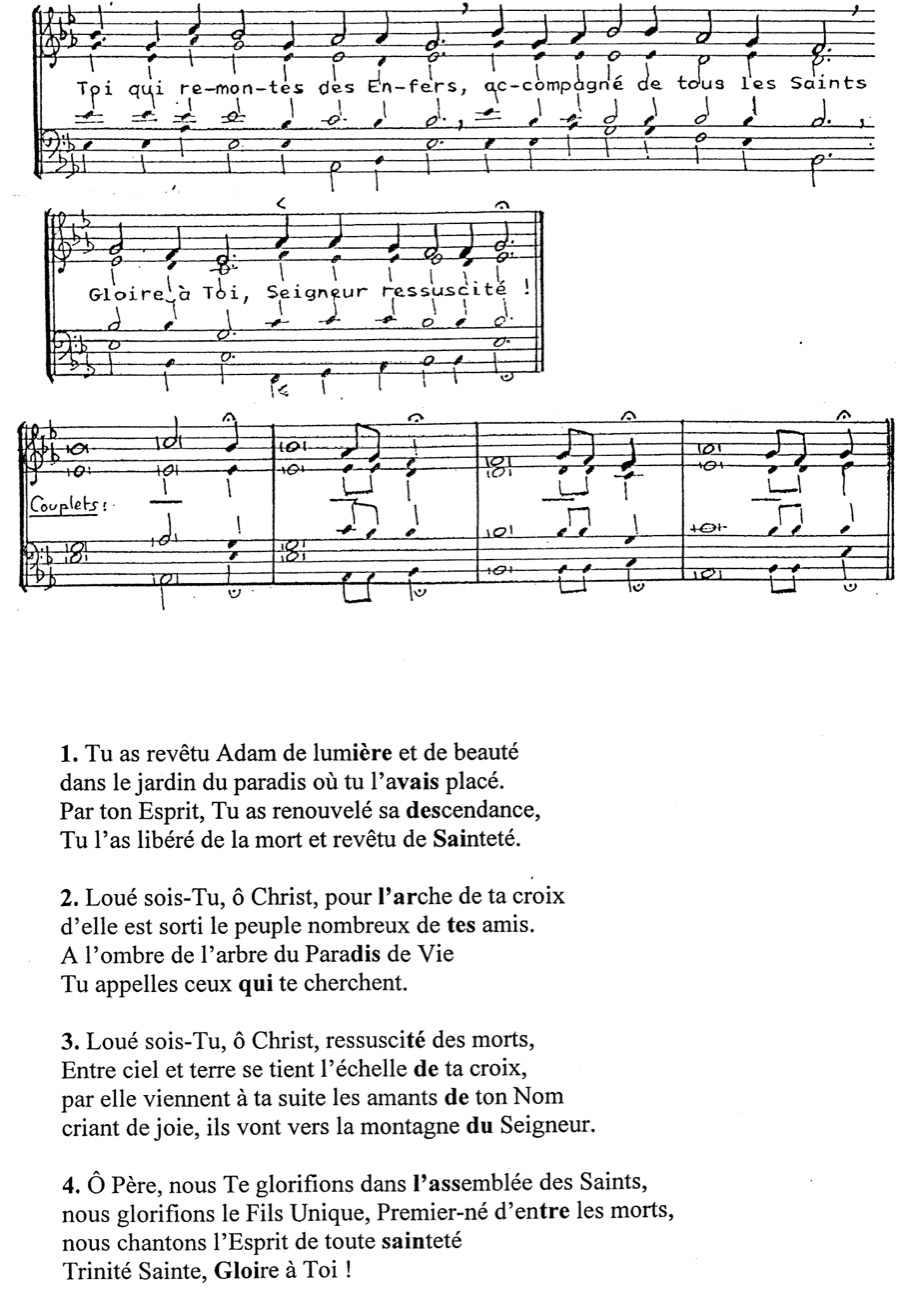 Toi qui re-mon-tes des En-fers, ac-compagné de tous les Saints
Gloire à Toi, Seigneur ressuscité !
Couplets :
1. Tu as revêtu Adam de lumière et de beauté
dans le jardin du paradis où tu l'avais placé.
Par ton Esprit, Tu as renouvelé sa descendance,
Tu l'as libéré de la mort et revêtu de Sainteté.
2. Loué sois-Tu, ô Christ, pour l'arche de ta croix
d'elle est sorti le peuple nombreux de tes amis.
A l'ombre de l'arbre du Paradis de Vie
Tu appelles ceux qui te cherchent.
3. Loué sois-Tu, ô Christ, ressuscité des morts,
Entre ciel et terre se tient l'échelle de ta croix,
par elle viennent à ta suite les amants de ton Nom
criant de joie, ils vont vers la montagne du Seigneur.
4. Ô Père, nous Te glorifions dans l'assemblée des Saints,
nous glorifions le Fils Unique, Premier-né d'entre les morts,
nous chantons l'Esprit de toute sainteté
Trinité Sainte, Gloire à Toi !